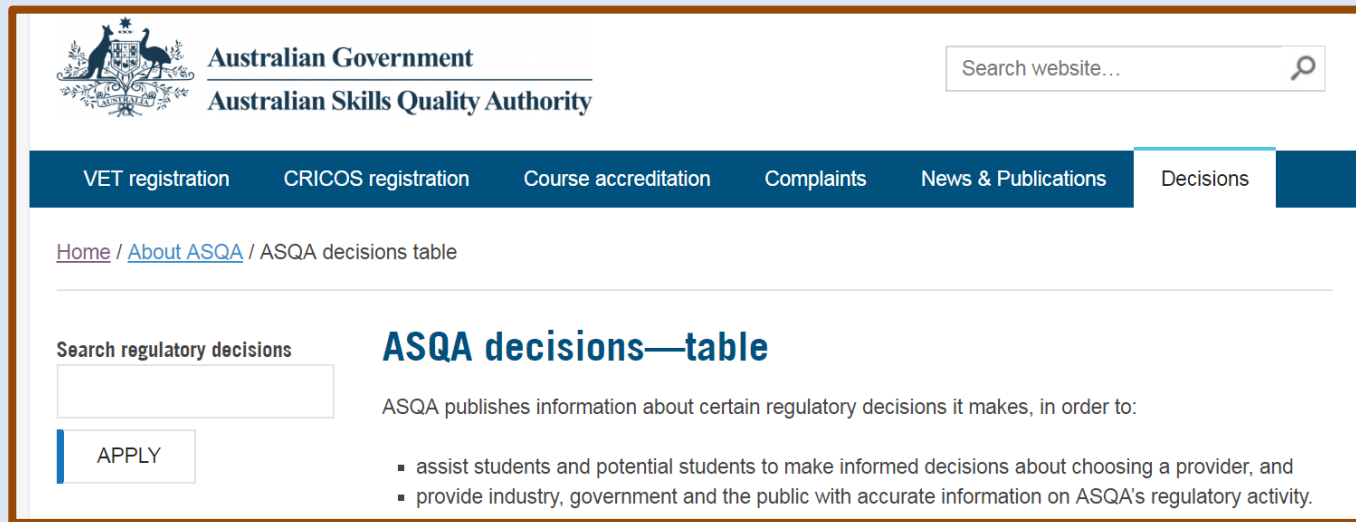 Australian Government
Australian Skills Quality Authority
AUSTRALIA
Search website...
VET registration CRICOS registration Course accreditation Complaints News & Publications Decisions
Home / About ASQA / ASQA decisions table
Search regulatory decisions
APPLY
ASQA decisions—table
ASQA publishes information about certain regulatory decisions it makes, in order to:
▪ assist students and potential students to make informed decisions about choosing a provider, and
▪ provide industry, government and the public with accurate information on ASQA's regulatory activity.